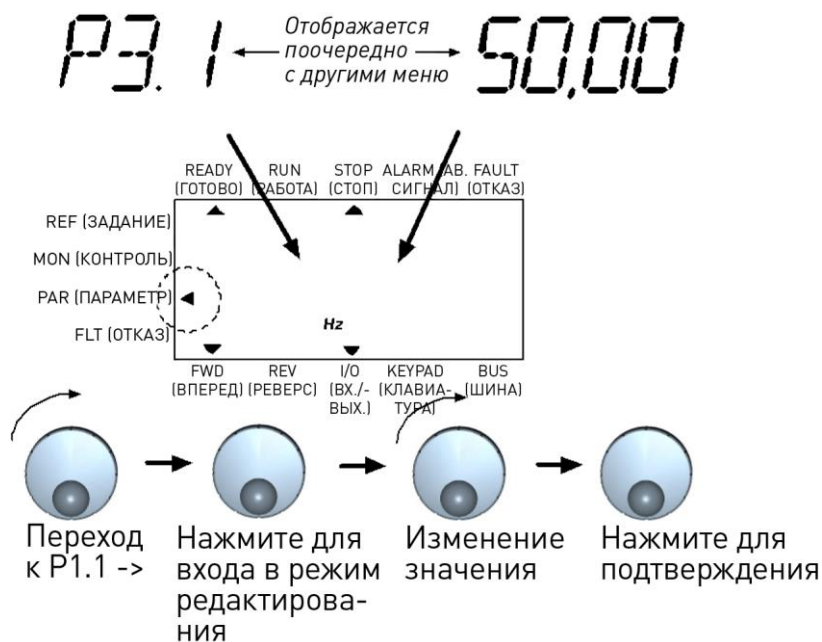 P3. 1
Отображается
поочередно
с другими меню
50,00
READY
(ГОТОВО)
RUN
(РАБОТА)
STOP
(СТОП)
ALARM (АВ.
СИГНАЛ)
FAULT
(ОТКАЗ)
REF (ЗАДАНИЕ)
MON (КОНТРОЛЬ)
PAR (ПАРАМЕТР)
FLT (ОТКАЗ)
Hz
FWD
(ВПЕРЕД)
REV
(РЕВЕРС)
I/O
(ВХ./-
ВЫХ.)
KEYPAD
(КЛАВИА-
ТУРА)
BUS
(ШИНА)
Переход
к P1.1 ->
Нажмите для
входа в режим
редактирова-
ния
Изменение
значения
Нажмите для
подтверждения